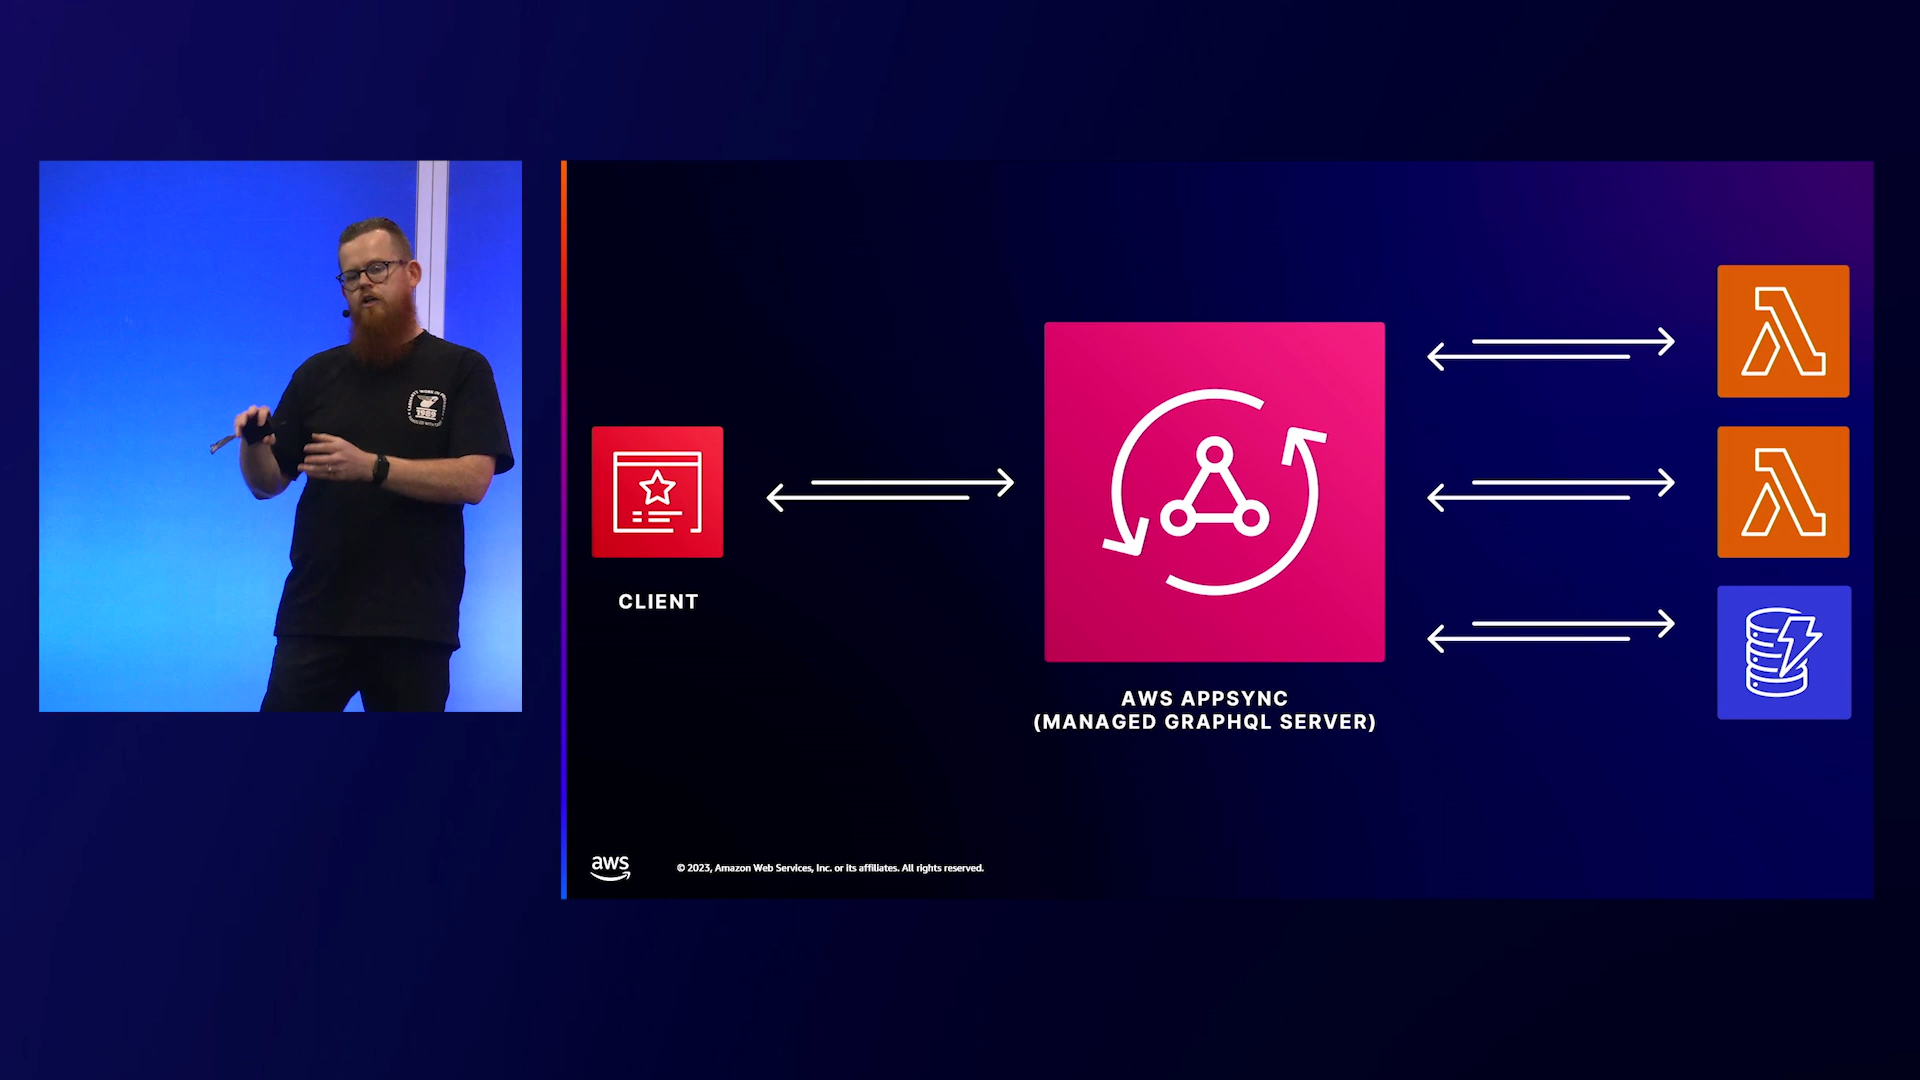 CLIENT
AWS APPSYNC
(MANAGED GRAPHQL SERVER)
aws
© 2023, Amazon Web Services, Inc. or its affiliates. All rights reserved.